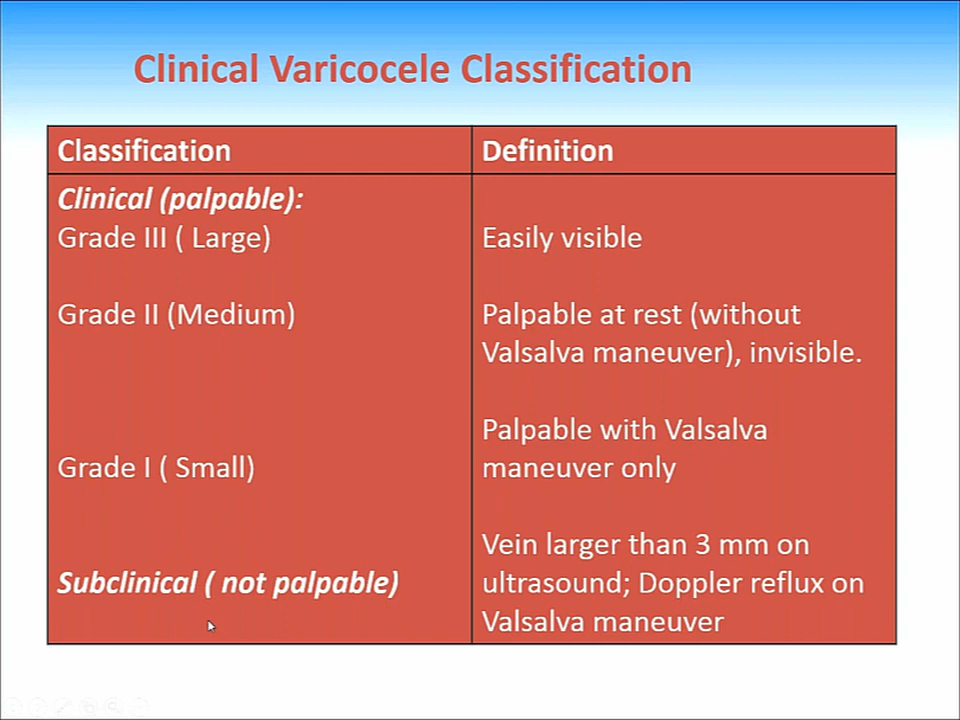 Clinical Varicocele Classification
Classification
Definition
Clinical (palpable):
Grade III ( Large)
Easily visible
Grade II (Medium)
Palpable at rest (without
Valsalva maneuver), invisible.
Palpable with Valsalva
Grade I ( Small)
maneuver only
Vein larger than 3 mm on
Subclinical ( not palpable)
ultrasound; Doppler reflux on
Valsalva maneuver